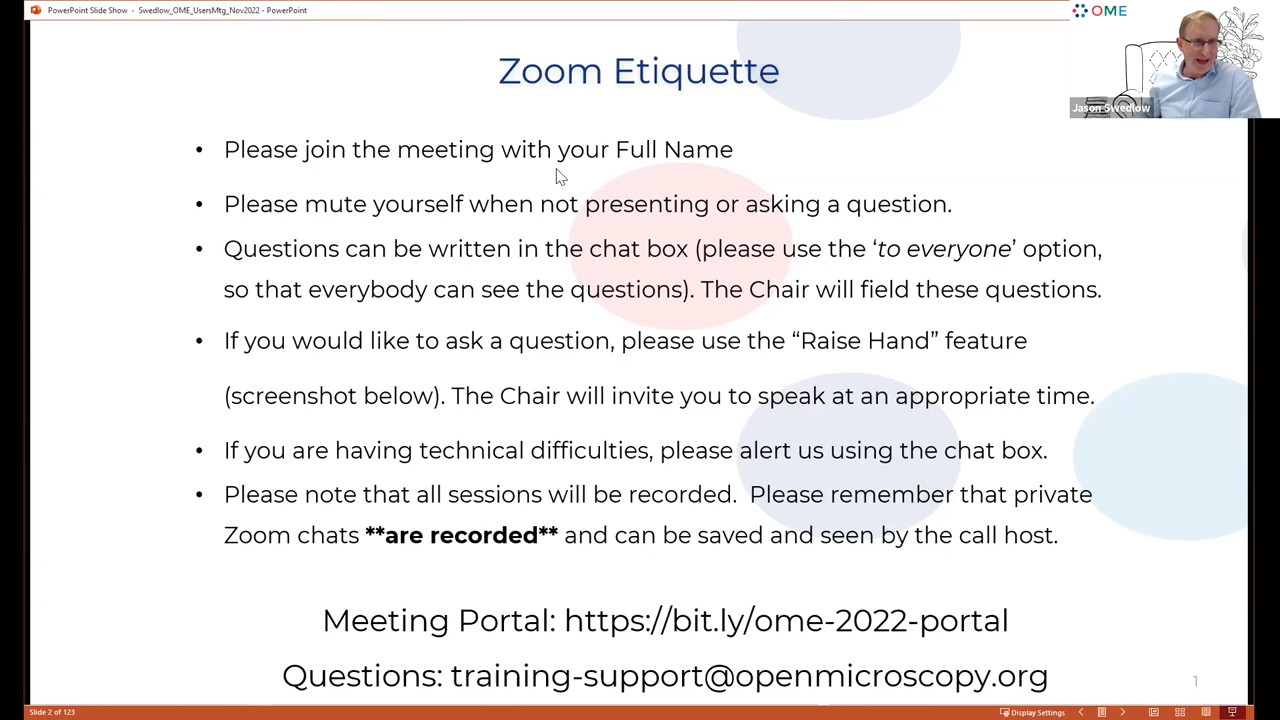 PowerPoint Slide Show - Swedlow_OME_UsersMtg_Nov2022 - PowerPoint
OME
Jason Swedlow
Zoom Etiquette
• Please join the meeting with your Full Name
• Please mute yourself when not presenting or asking a question.
• Questions can be written in the chat box (please use the ‘to everyone’ option,
so that everybody can see the questions). The Chair will field these questions.
• If you would like to ask a question, please use the “Raise Hand” feature
(screenshot below). The Chair will invite you to speak at an appropriate time.
• If you are having technical difficulties, please alert us using the chat box.
• Please note that all sessions will be recorded. Please remember that private
Zoom chats **are recorded** and can be saved and seen by the call host.
Meeting Portal: https://bit.ly/ome-2022-portal
Questions: training-support@openmicroscopy.org
1
Slide 2 of 123
Display Settings